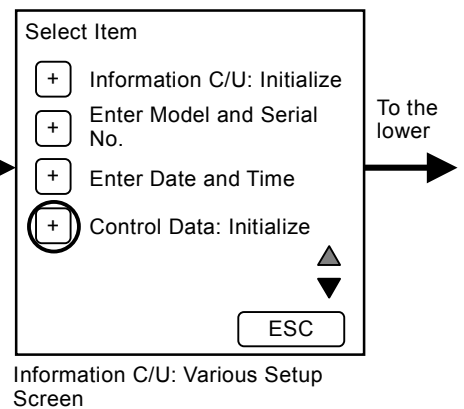 Select Item
+ Information C/U: Initialize
+ Enter Model and Serial
No.
+ Enter Date and Time
+ Control Data: Initialize
ESC
To the
lower
Information C/U: Various Setup
Screen